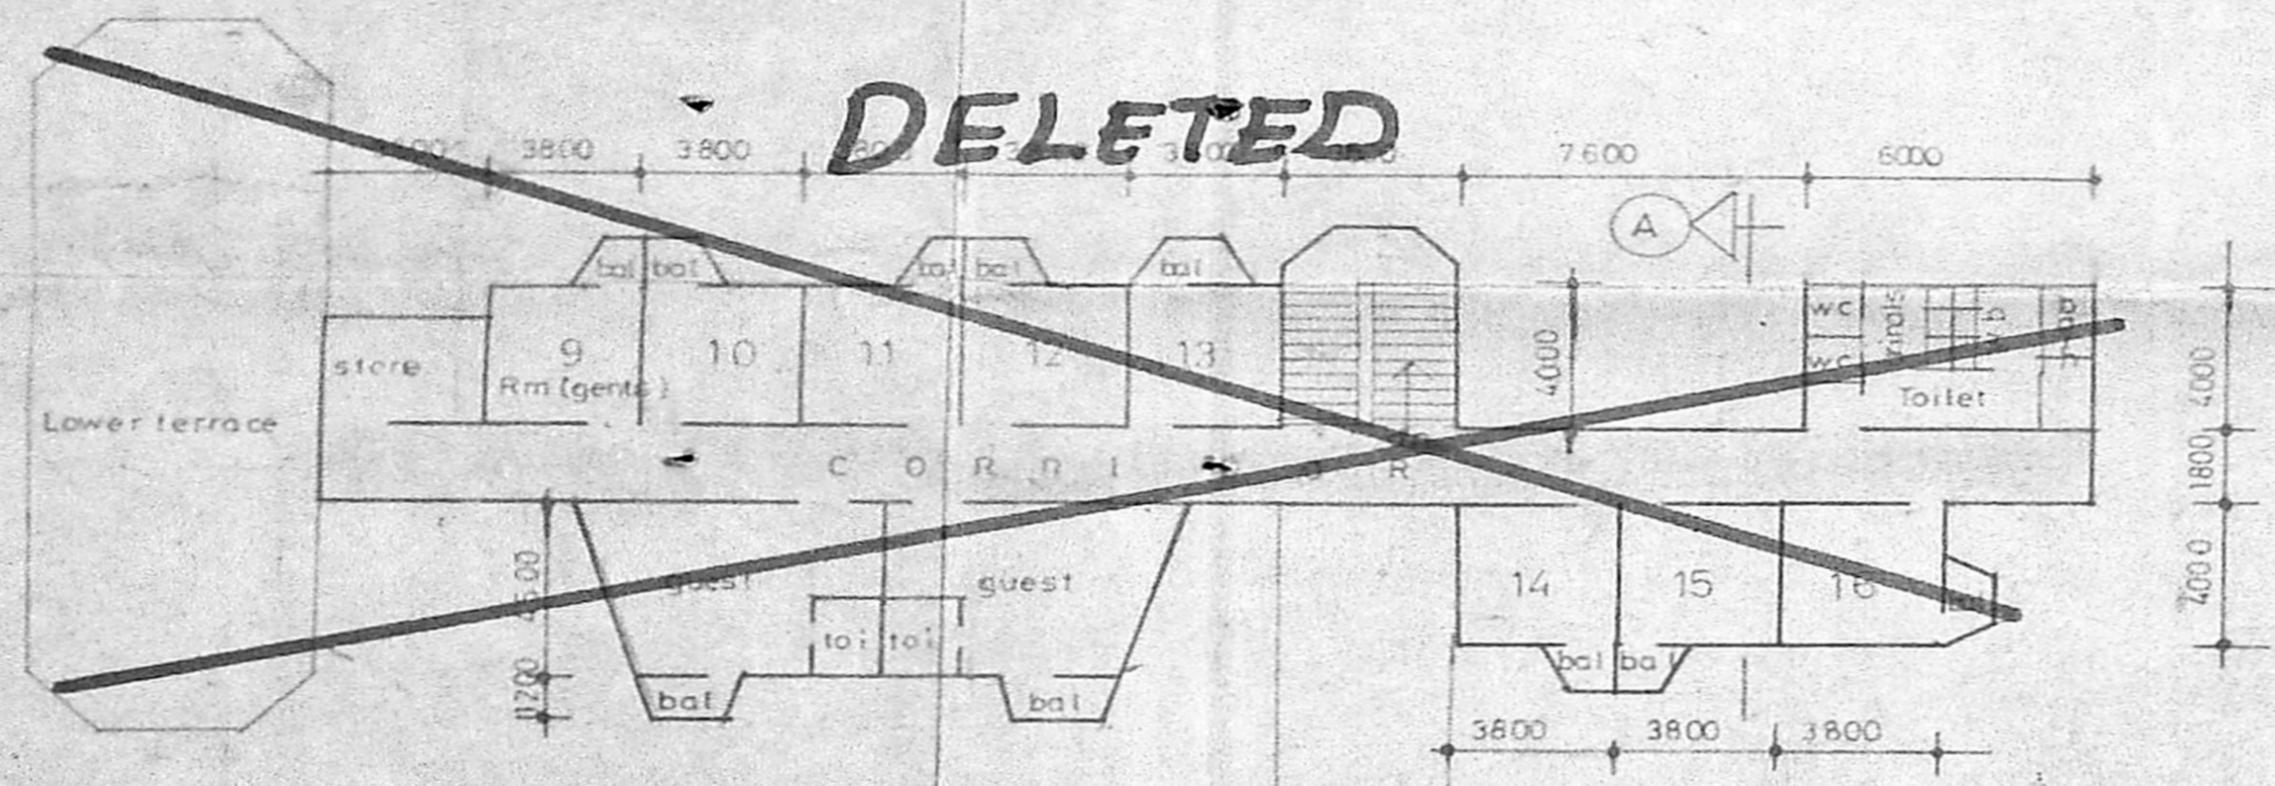 DELETED
3800 3800 7600 6000
A
bal bal bal bal bal
wc
9 10 11 12 13
4000
4000
store
wc
Rm (gents)
Toilet
Lower terrace
1800
C O R R I D O R
guest guest
14 15 16
4000
toi toi
bal bal
1200
bal bal
3800 3800 3800